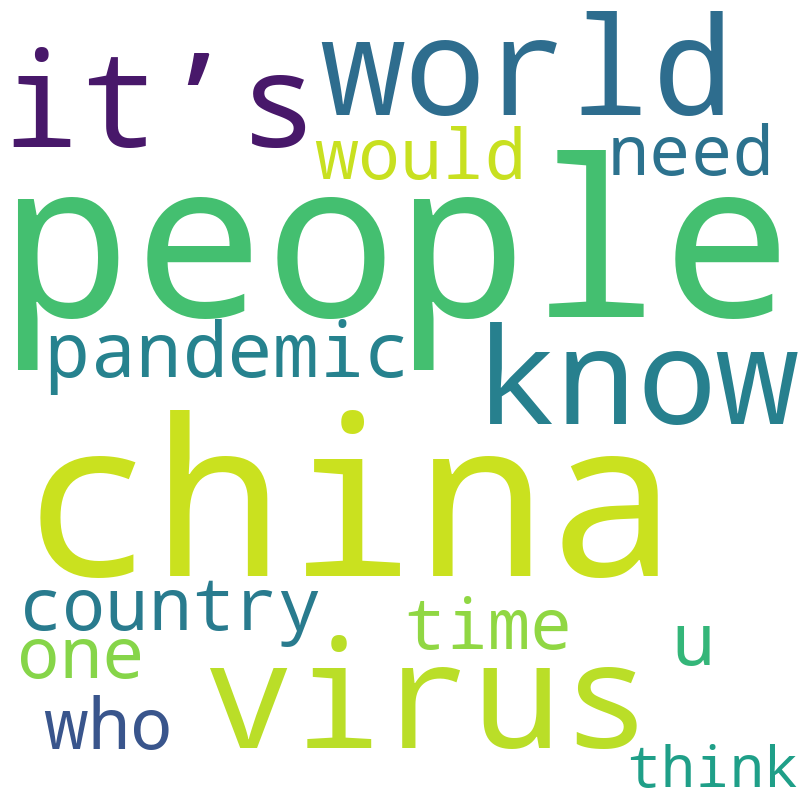 it’s world
would need
people
pandemic know
china
country time
one u
virus
who
think